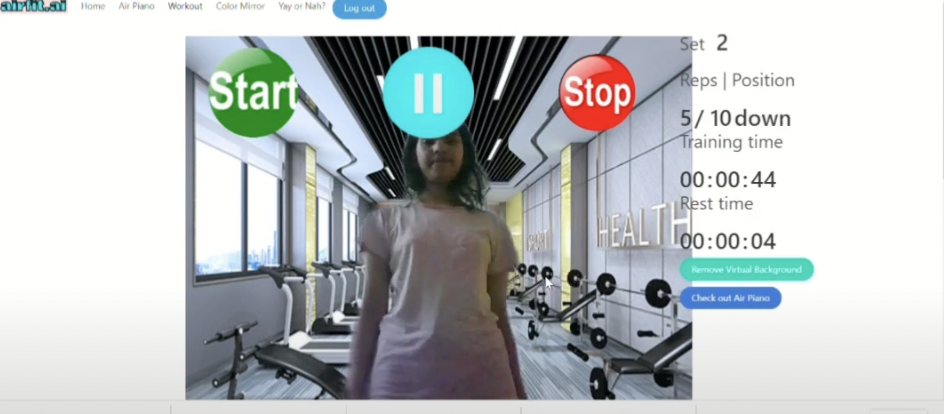 airfit.ai Home Air Piano Workout Color Mirror Yay or Nah? Log out
Start Stop
Set 2
Reps | Position
5 / 10 down
Training time
00:00:44
Rest time
00:00:04
HEALTH
Remove Virtual Background
Check out Air Piano